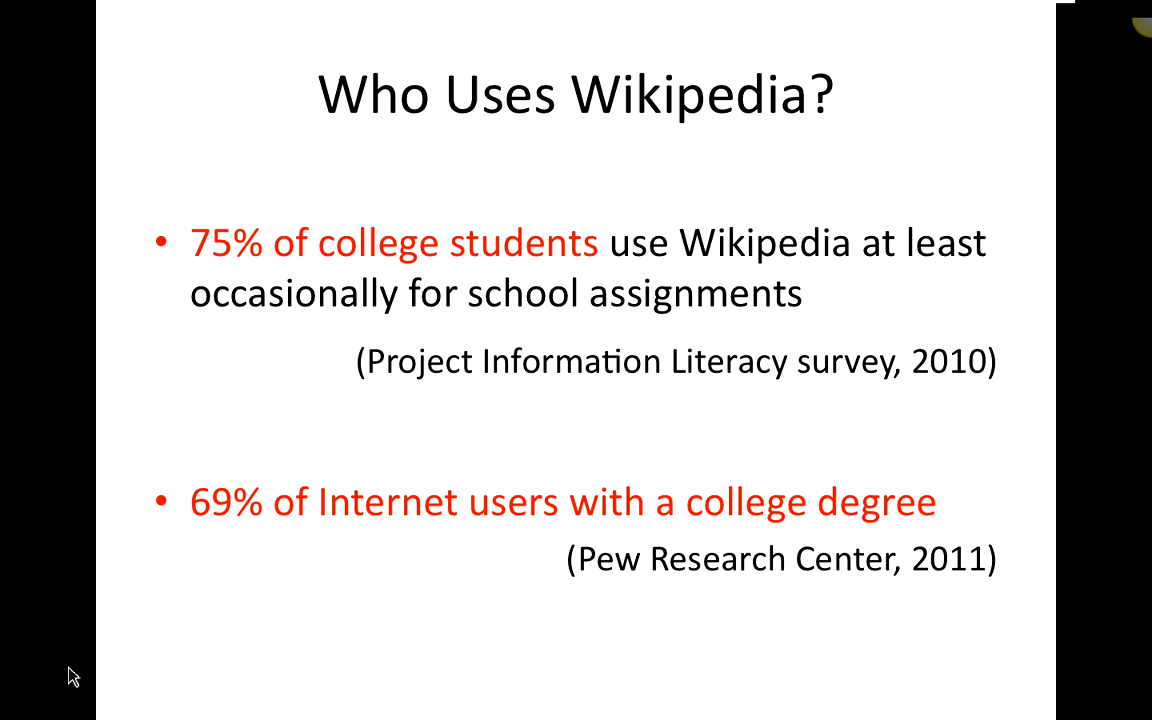 Who Uses Wikipedia?
• 75% of college students use Wikipedia at least
occasionally for school assignments
(Project Information Literacy survey, 2010)
• 69% of Internet users with a college degree
(Pew Research Center, 2011)